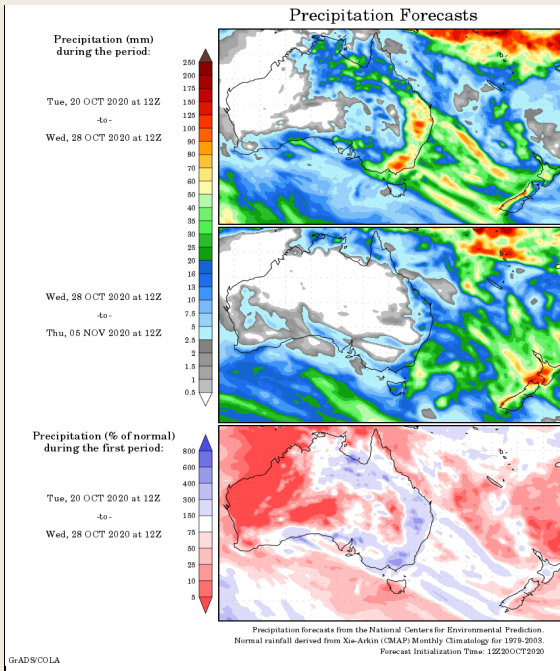 Precipitation Forecasts
Precipitation (mm)
during the period:
Tue, 20 OCT 2020 at 12Z
-to-
Wed, 28 OCT 2020 at 12Z
250
200
175
150
125
100
90
80
70
60
50
40
35
30
25
20
16
13
10
7.5
5
2.5
2
1.5
1
0.5
Wed, 28 OCT 2020 at 12Z
-to-
Thu, 05 NOV 2020 at 12Z
Precipitation (% of normal)
during the first period:
Tue, 20 OCT 2020 at 12Z
-to-
Wed, 28 OCT 2020 at 12Z
800
600
400
300
150
75
50
25
10
5
Precipitation forecasts from the National Centers for Environmental Prediction.
Normal rainfall derived from Xie-Arkin (CMAP) Monthly Climatology for 1979-2003.
Forecast Initialization Time: 12Z20OCT2020
GrADS/COLA